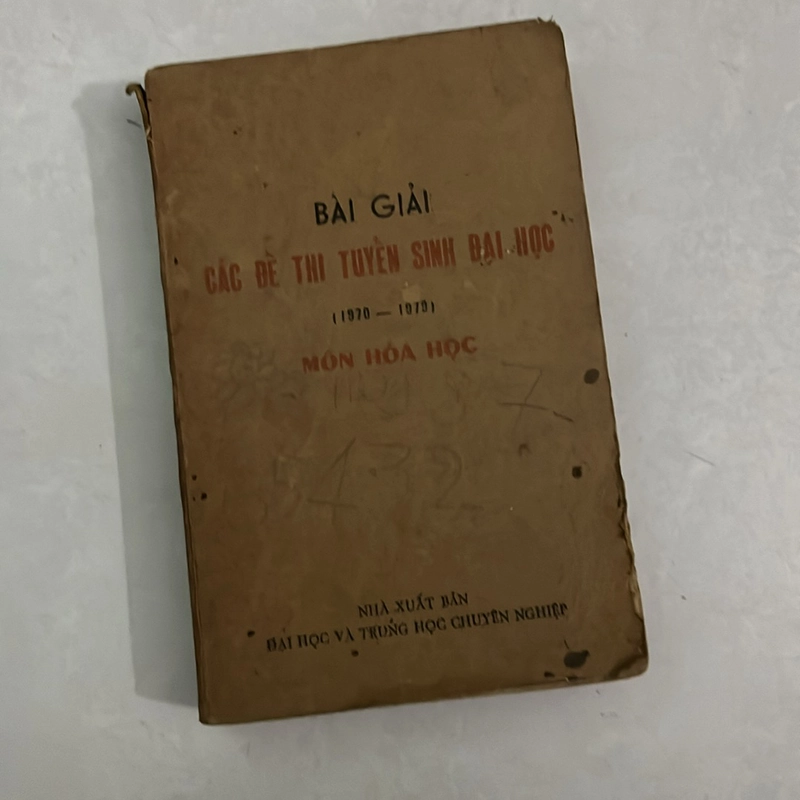 BÀI GIẢI
CÁC ĐỀ THI TUYỂN SINH ĐẠI HỌC
(1970 — 1979)
MÔN HÓA HỌC
NHÀ XUẤT BẢN
ĐẠI HỌC VÀ TRUNG HỌC CHUYÊN NGHIỆP